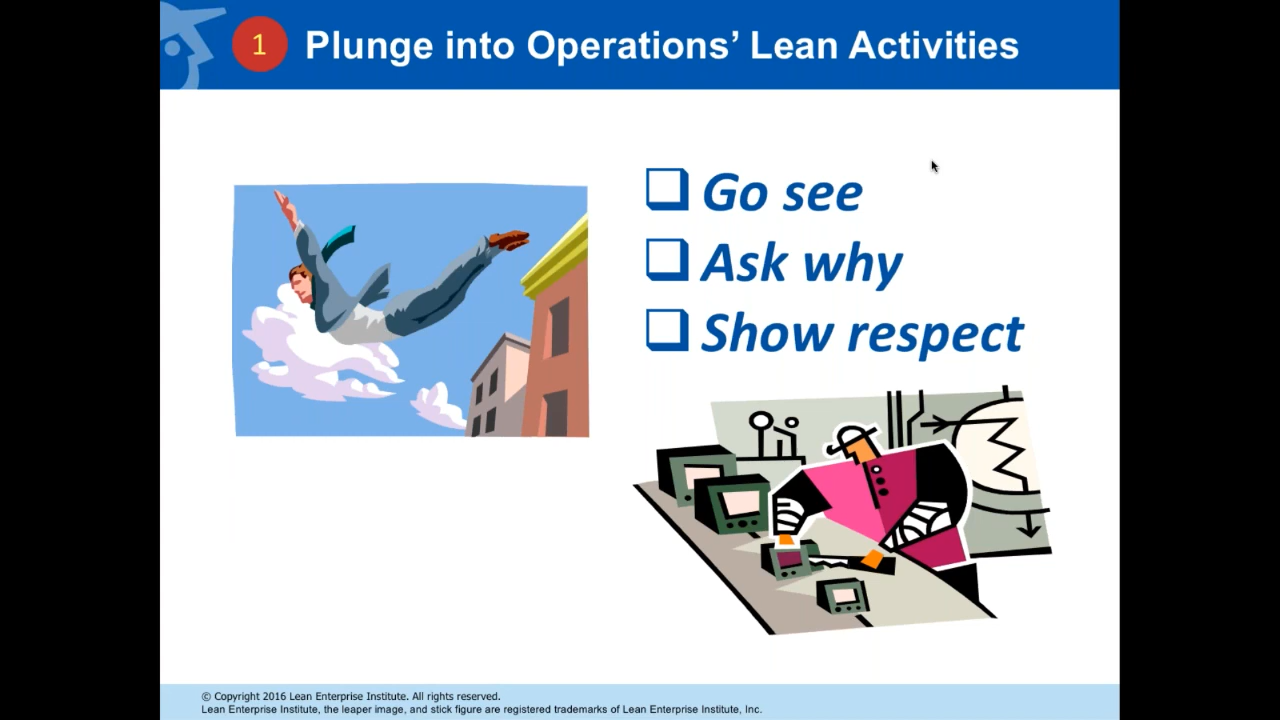 1 Plunge into Operations’ Lean Activities
Go see
Ask why
Show respect
© Copyright 2016 Lean Enterprise Institute. All rights reserved.
Lean Enterprise Institute, the leaper image, and stick figure are registered trademarks of Lean Enterprise Institute, Inc.